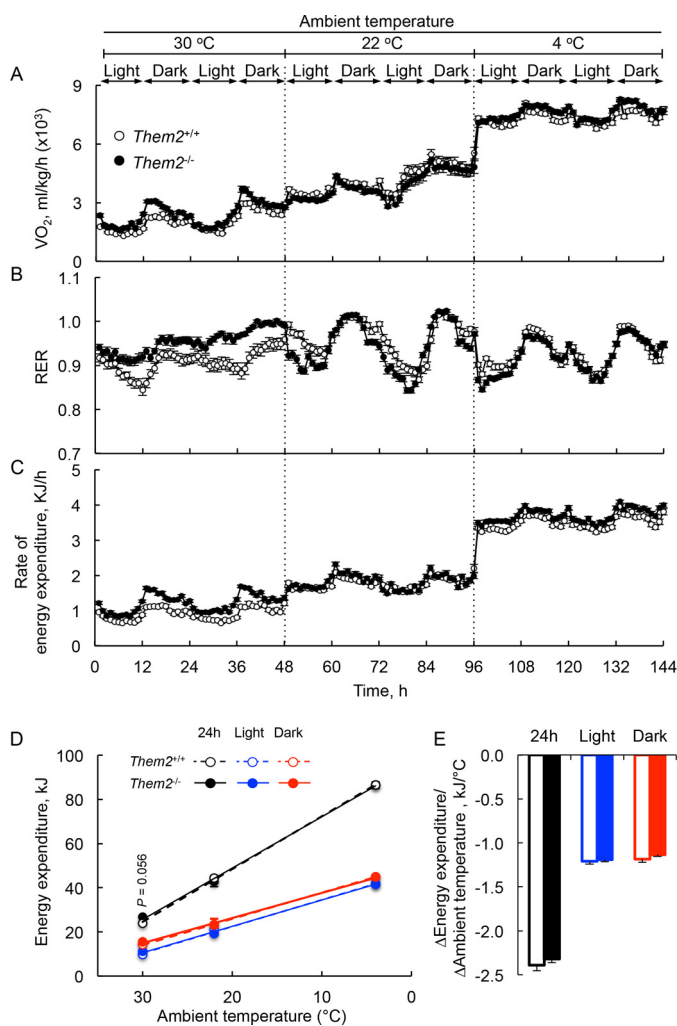 Ambient temperature
30 ºC 22 ºC 4 ºC
A
Light Dark Light Dark Light Dark Light Dark Light Dark Light Dark
VO2, ml/kg/h (x10³)
9
6
3
0
Them2+/+
Them2-/-
B
RER
1.1
1.0
0.9
0.8
0.7
C
Rate of
energy expenditure, KJ/h
5
4
3
2
1
0
0 12 24 36 48 60 72 84 96 108 120 132 144
Time, h
D
24h Light Dark
Them2+/+
Them2-/-
Energy expenditure, kJ
100
80
60
40
20
0
P = 0.056
30 20 10 0
Ambient temperature (°C)
E
24h Light Dark
ΔEnergy expenditure/
ΔAmbient temperature , kJ/°C
0.0
-0.5
-1.0
-1.5
-2.0
-2.5